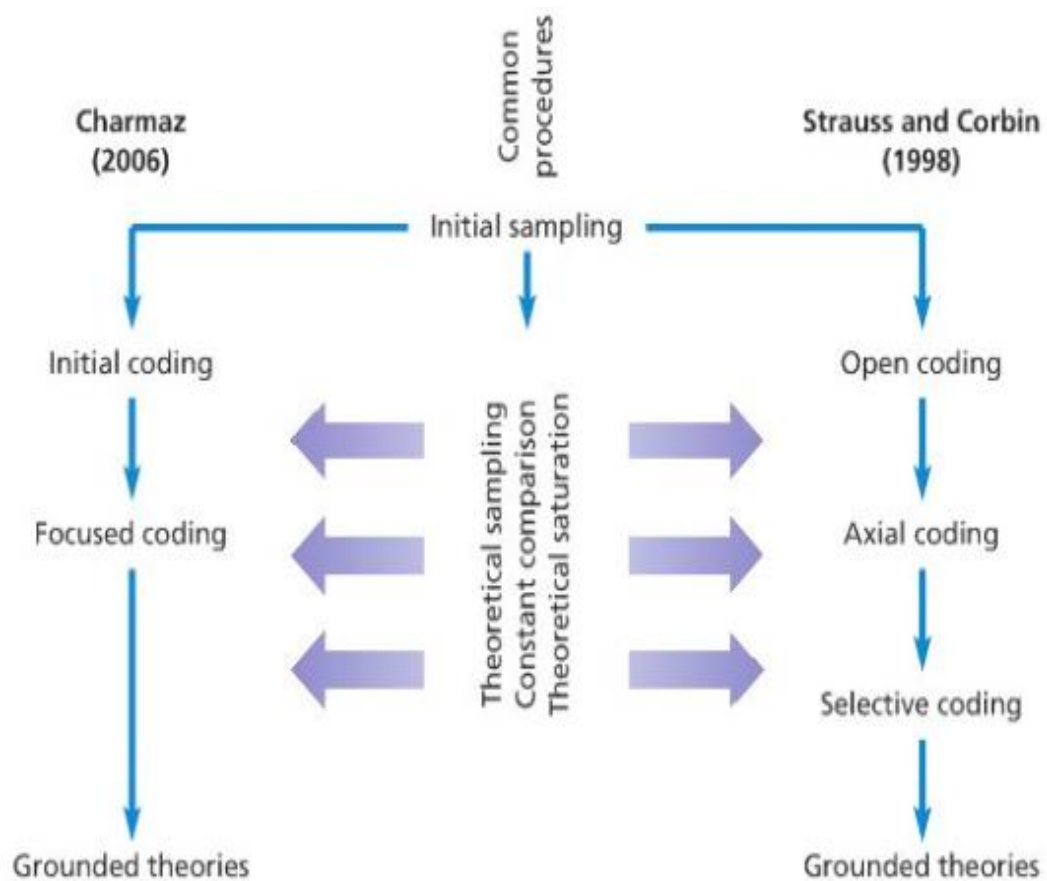 Common
procedures
Charmaz
(2006)
Strauss and Corbin
(1998)
Initial sampling
Initial coding
Open coding
Theoretical sampling
Constant comparison
Theoretical saturation
Focused coding
Axial coding
Selective coding
Grounded theories
Grounded theories